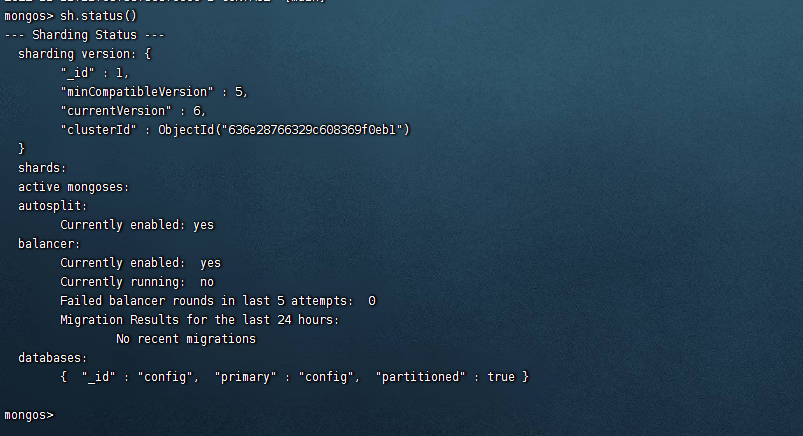 mongos> sh.status()
--- Sharding Status ---
  sharding version: {
        "_id" : 1,
        "minCompatibleVersion" : 5,
        "currentVersion" : 6,
        "clusterId" : ObjectId("636e28766329c608369f0eb1")
  }
  shards:
  active mongoses:
  autosplit:
        Currently enabled: yes
  balancer:
        Currently enabled:  yes
        Currently running:  no
        Failed balancer rounds in last 5 attempts:  0
        Migration Results for the last 24 hours:
                No recent migrations
  databases:
        {  "_id" : "config",  "primary" : "config",  "partitioned" : true }
mongos>